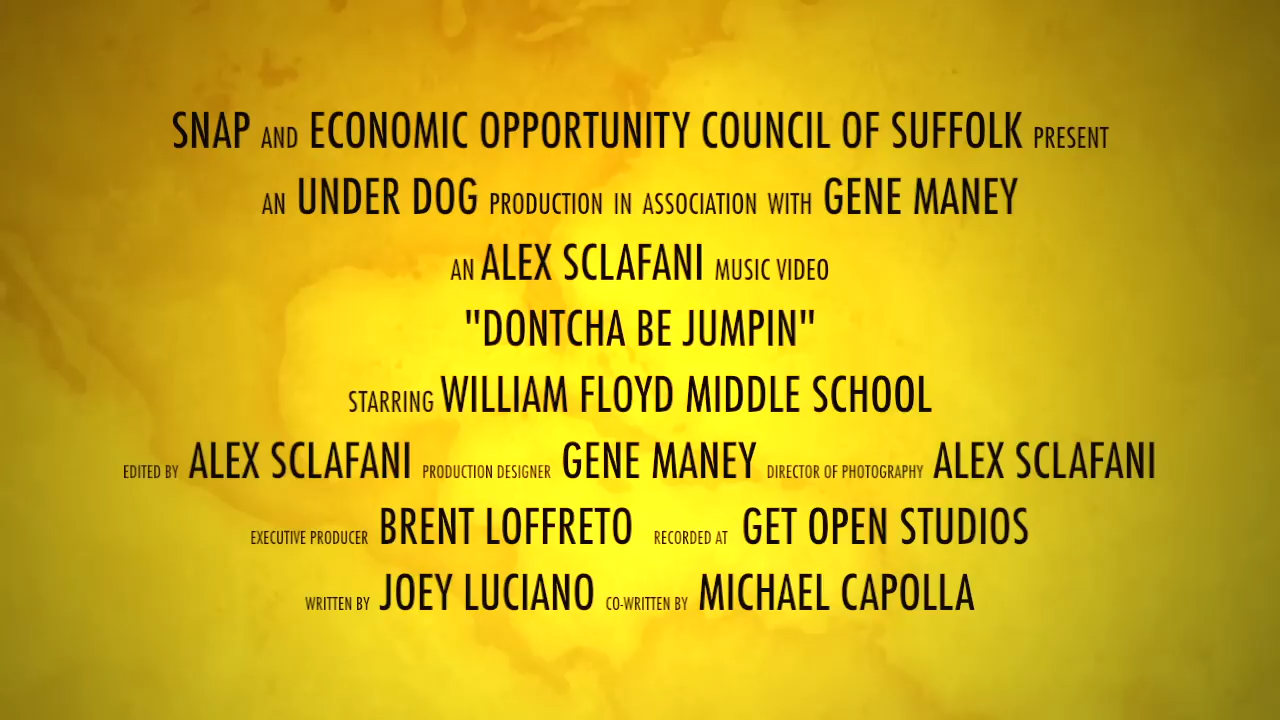 SNAP AND ECONOMIC OPPORTUNITY COUNCIL OF SUFFOLK PRESENT
AN UNDER DOG PRODUCTION IN ASSOCIATION WITH GENE MANEY
AN ALEX SCLAFANI MUSIC VIDEO
"DONTCHA BE JUMPIN"
STARRING WILLIAM FLOYD MIDDLE SCHOOL
EDITED BY ALEX SCLAFANI PRODUCTION DESIGNER GENE MANEY DIRECTOR OF PHOTOGRAPHY ALEX SCLAFANI
EXECUTIVE PRODUCER BRENT LOFFRETO RECORDED AT GET OPEN STUDIOS
WRITTEN BY JOEY LUCIANO CO-WRITTEN BY MICHAEL CAPOLLA